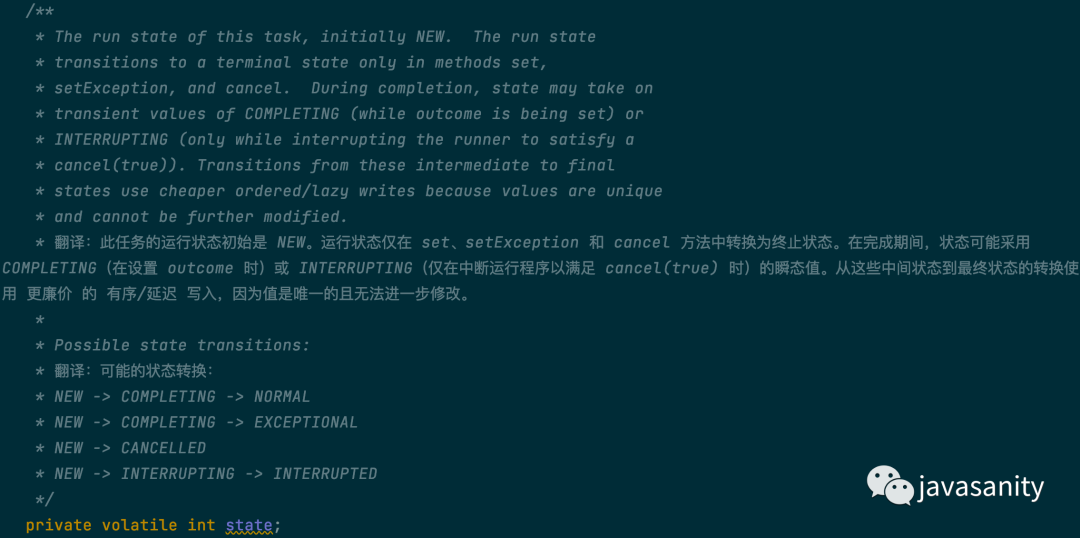 /**
* The run state of this task, initially NEW.  The run state
* transitions to a terminal state only in methods set,
* setException, and cancel.  During completion, state may take on
* transient values of COMPLETING (while outcome is being set) or
* INTERRUPTING (only while interrupting the runner to satisfy a
* cancel(true)). Transitions from these intermediate to final
* states use cheaper ordered/lazy writes because values are unique
* and cannot be further modified.
* 翻译：此任务的运行状态初始是 NEW。运行状态仅在 set、setException 和 cancel 方法中转换为终止状态。在完成期间，状态可能采用
COMPLETING（在设置 outcome 时）或 INTERRUPTING（仅在中断运行程序以满足 cancel(true) 时）的瞬态值。从这些中间状态到最终状态的转换使
用 更廉价 的 有序/延迟 写入，因为值是唯一的且无法进一步修改。
*
* Possible state transitions:
* 翻译：可能的状态转换：
* NEW -> COMPLETING -> NORMAL
* NEW -> COMPLETING -> EXCEPTIONAL
* NEW -> CANCELLED
* NEW -> INTERRUPTING -> INTERRUPTED
*/
private volatile int state;
javasanity